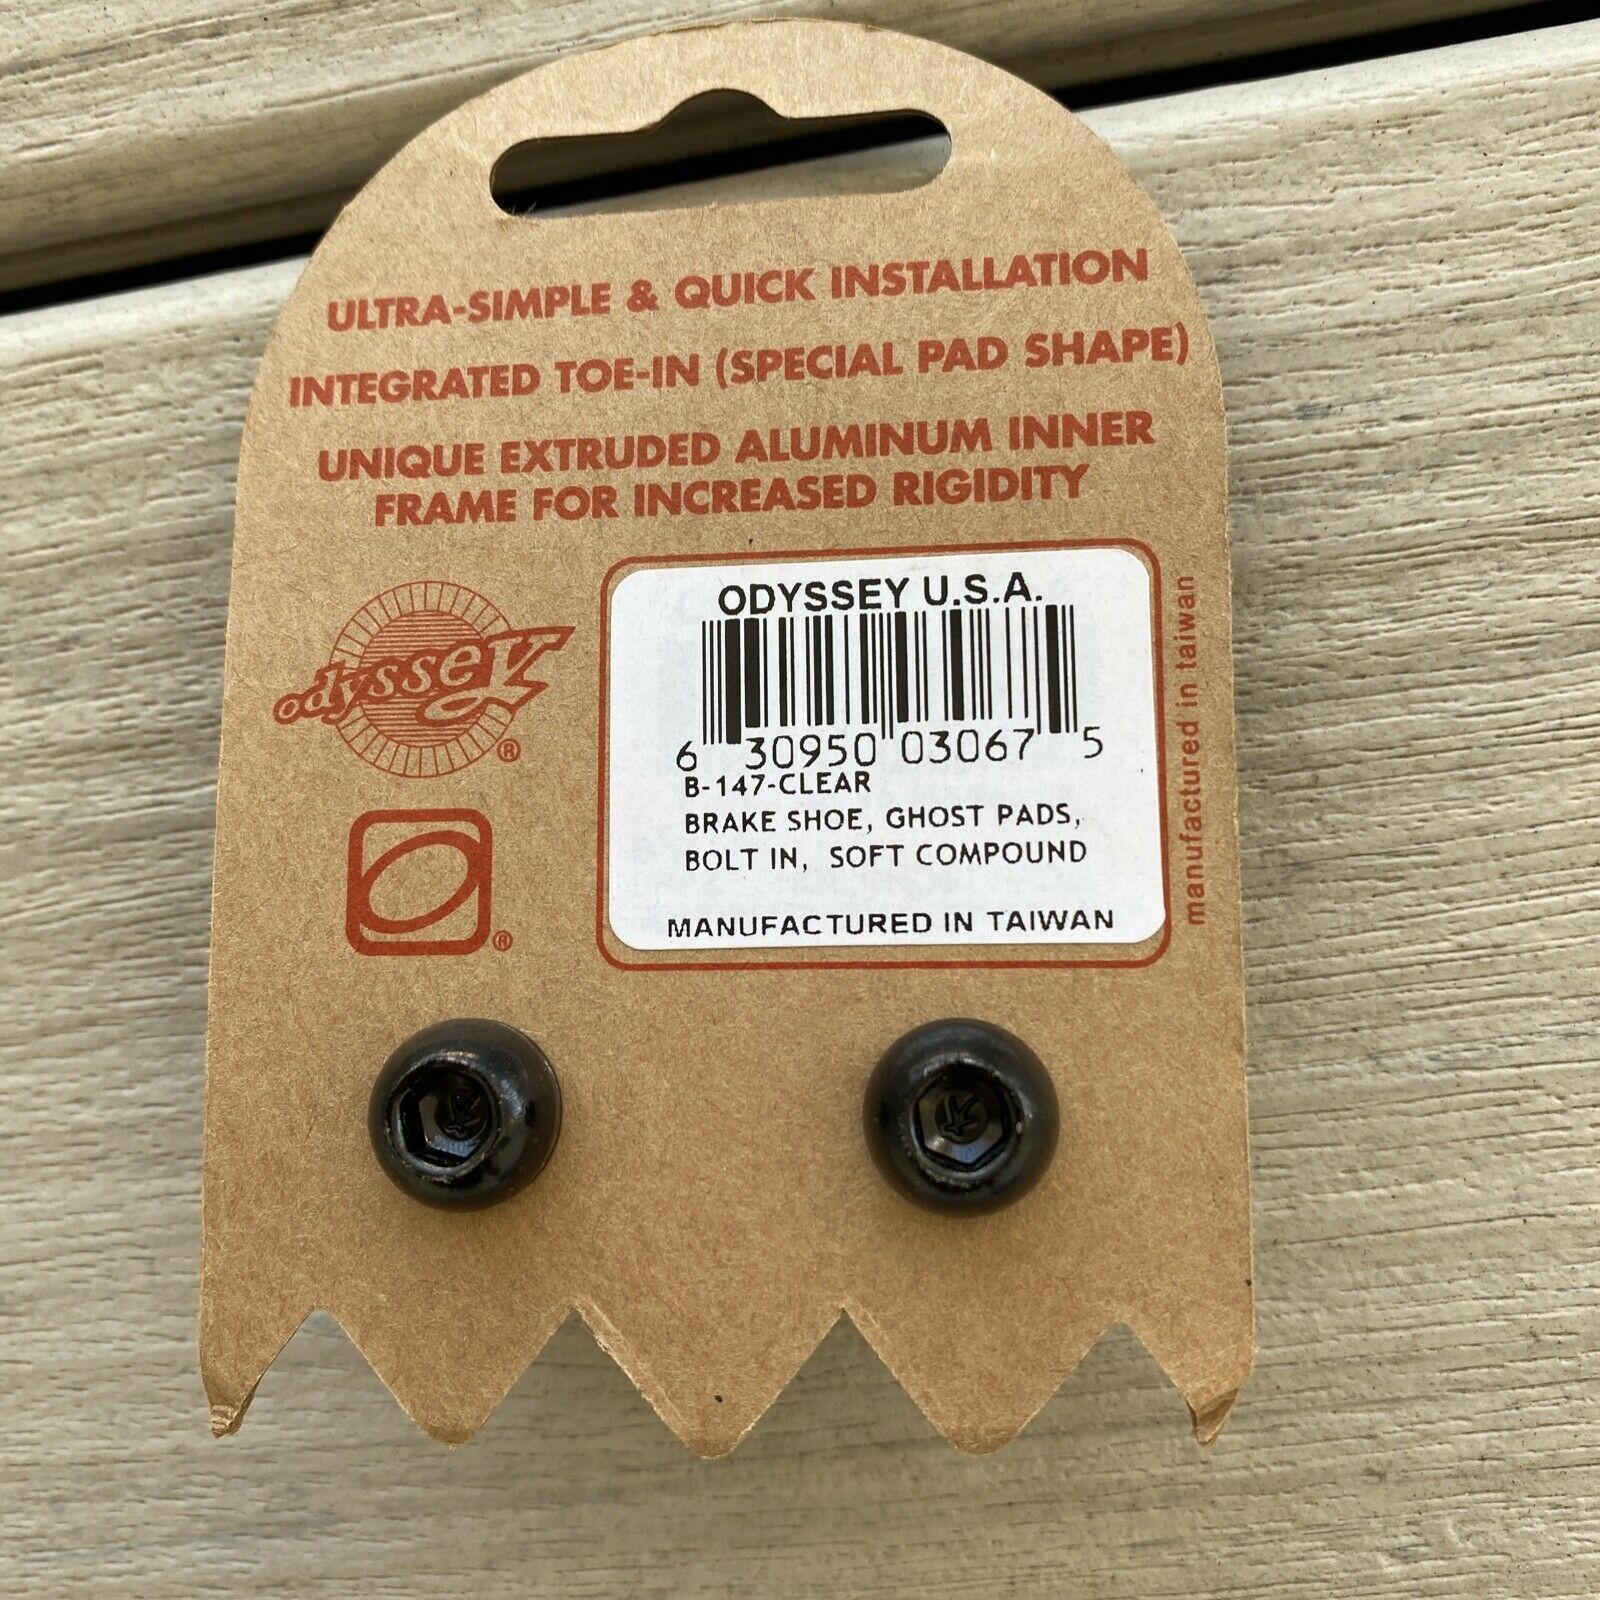 ULTRA-SIMPLE & QUICK INSTALLATION
INTEGRATED TOE-IN (SPECIAL PAD SHAPE)
UNIQUE EXTRUDED ALUMINUM INNER
FRAME FOR INCREASED RIGIDITY
odyssey®
®
ODYSSEY U.S.A.
6 30950 03067 5
B-147-CLEAR
BRAKE SHOE, GHOST PADS,
BOLT IN, SOFT COMPOUND
MANUFACTURED IN TAIWAN
manufactured in taiwan